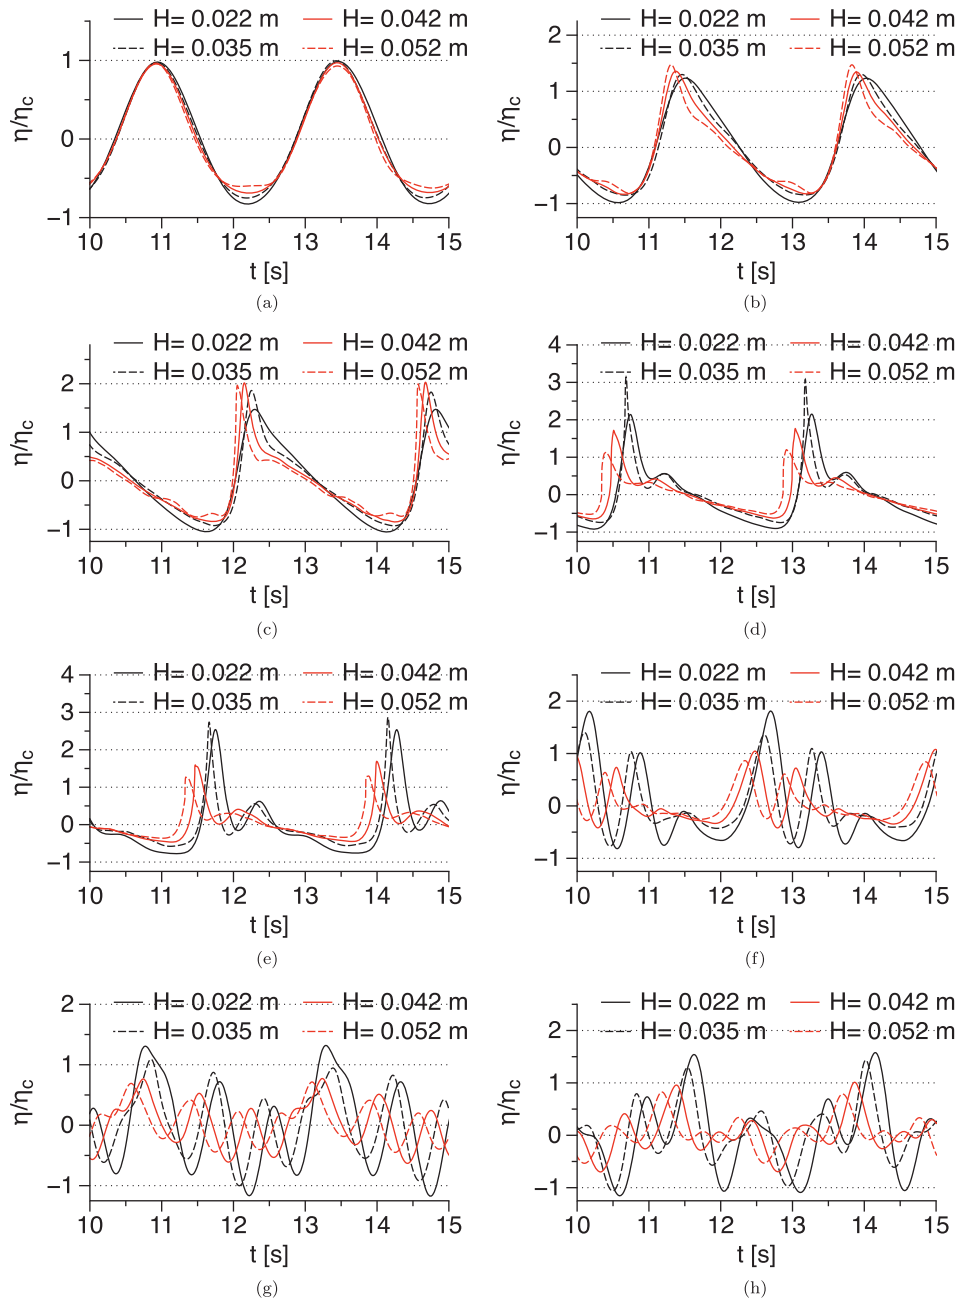 H= 0.022 m H= 0.042 m
H= 0.035 m H= 0.052 m
1
0
−1
η/ηc
10 11 12 13 14 15
t [s]
(a)
H= 0.022 m H= 0.042 m
H= 0.035 m H= 0.052 m
2
1
0
−1
η/ηc
10 11 12 13 14 15
t [s]
(b)
H= 0.022 m H= 0.042 m
H= 0.035 m H= 0.052 m
2
1
0
−1
η/ηc
10 11 12 13 14 15
t [s]
(c)
H= 0.022 m H= 0.042 m
H= 0.035 m H= 0.052 m
4
3
2
1
0
−1
η/ηc
10 11 12 13 14 15
t [s]
(d)
H= 0.022 m H= 0.042 m
H= 0.035 m H= 0.052 m
4
3
2
1
0
−1
η/ηc
10 11 12 13 14 15
t [s]
(e)
H= 0.022 m H= 0.042 m
H= 0.035 m H= 0.052 m
2
1
0
−1
η/ηc
10 11 12 13 14 15
t [s]
(f)
H= 0.022 m H= 0.042 m
H= 0.035 m H= 0.052 m
2
1
0
−1
η/ηc
10 11 12 13 14 15
t [s]
(g)
H= 0.022 m H= 0.042 m
H= 0.035 m H= 0.052 m
2
1
0
−1
η/ηc
10 11 12 13 14 15
t [s]
(h)